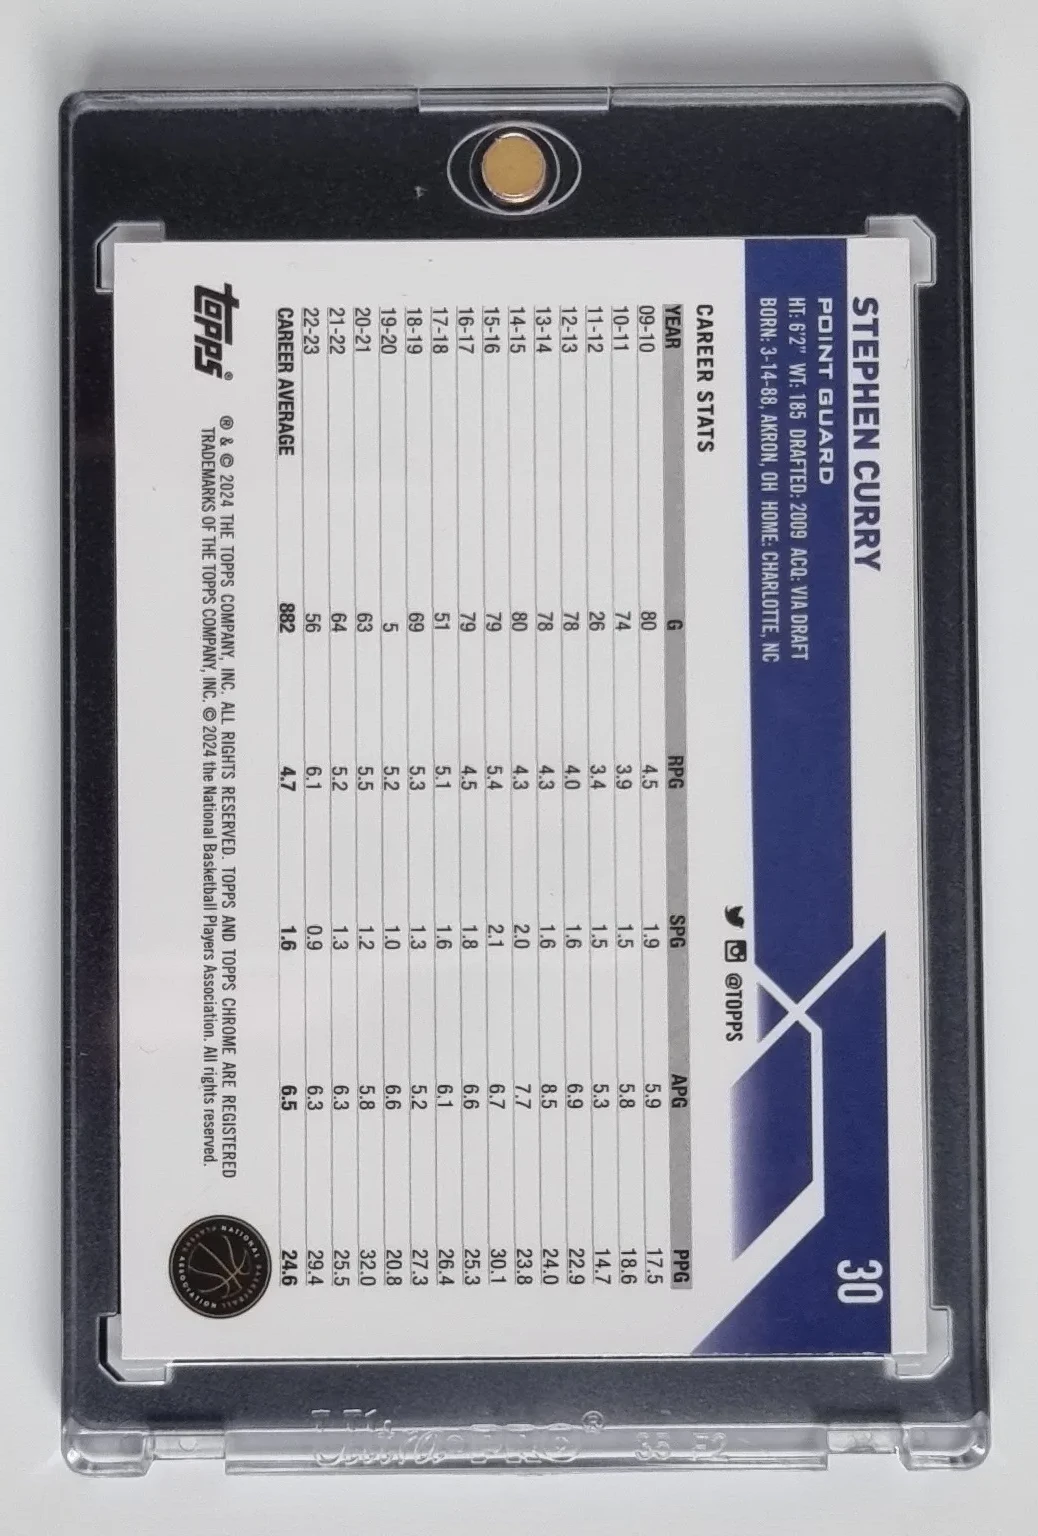 STEPHEN CURRY
30
POINT GUARD
HT: 6'2" WT: 185 DRAFTED: 2009 ACQ: VIA DRAFT
BORN: 3-14-88, AKRON, OH HOME: CHARLOTTE, NC
@TOPPS
CAREER STATS
YEAR G RPG SPG APG PPG
09-10 80 4.5 1.9 5.9 17.5
10-11 74 3.9 1.5 5.8 18.6
11-12 26 3.4 1.5 5.3 14.7
12-13 78 4.0 1.6 6.9 22.9
13-14 78 4.3 1.6 8.5 24.0
14-15 80 4.3 2.0 7.7 23.8
15-16 79 5.4 2.1 6.7 30.1
16-17 79 4.5 1.8 6.6 25.3
17-18 51 5.1 1.6 6.1 26.4
18-19 69 5.3 1.3 5.2 27.3
19-20 5 5.2 1.0 6.6 20.8
20-21 63 5.5 1.2 5.8 32.0
21-22 64 5.2 1.3 6.3 25.5
22-23 56 6.1 0.9 6.3 29.4
CAREER AVERAGE 882 4.7 1.6 6.5 24.6
topps®
® & © 2024 THE TOPPS COMPANY, INC. ALL RIGHTS RESERVED. TOPPS AND TOPPS CHROME ARE REGISTERED
TRADEMARKS OF THE TOPPS COMPANY, INC. © 2024 the National Basketball Players Association. All rights reserved.
NATIONAL BASKETBALL PLAYERS ASSOCIATION
Ultra PRO®